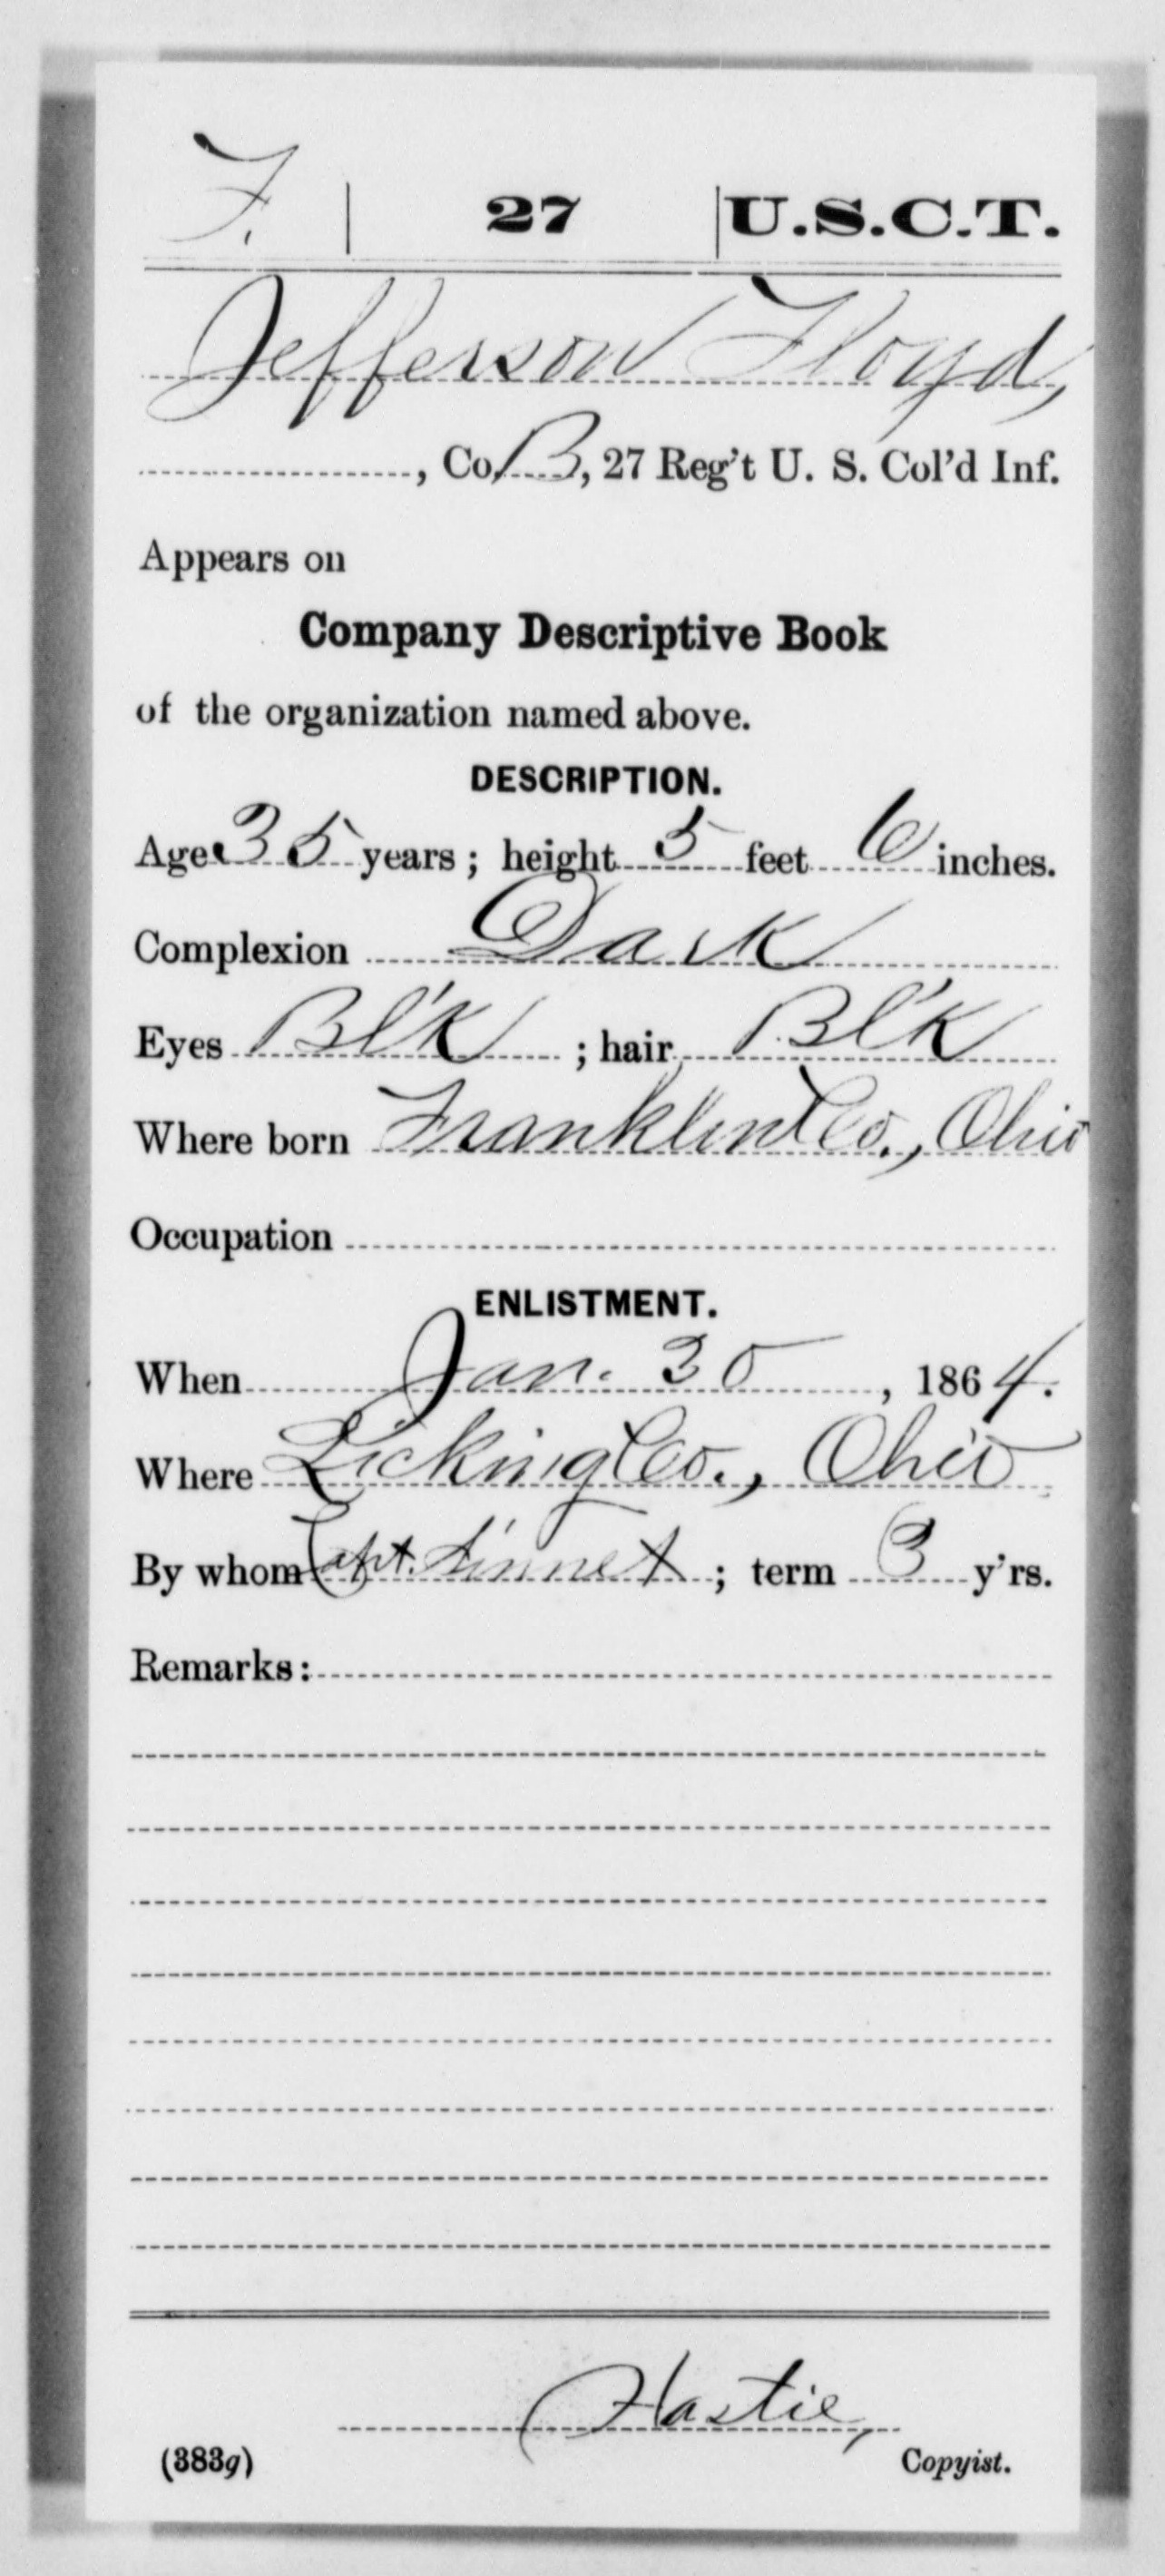 F. | 27 | U.S.C.T.
Jefferson Floyd,
, Co. B, 27 Reg't U. S. Col'd Inf.
Appears on
Company Descriptive Book
of the organization named above.
DESCRIPTION.
Age 35 years; height 5 feet 6 inches.
Complexion Dark
Eyes Bl'k ; hair Bl'k
Where born Franklin Co., Ohio
Occupation
ENLISTMENT.
When Jan. 30, 1864.
Where Licking Co., Ohio
By whom Capt. ; term 3 y'rs.
Remarks:
Hastie,
(383g) Copyist.